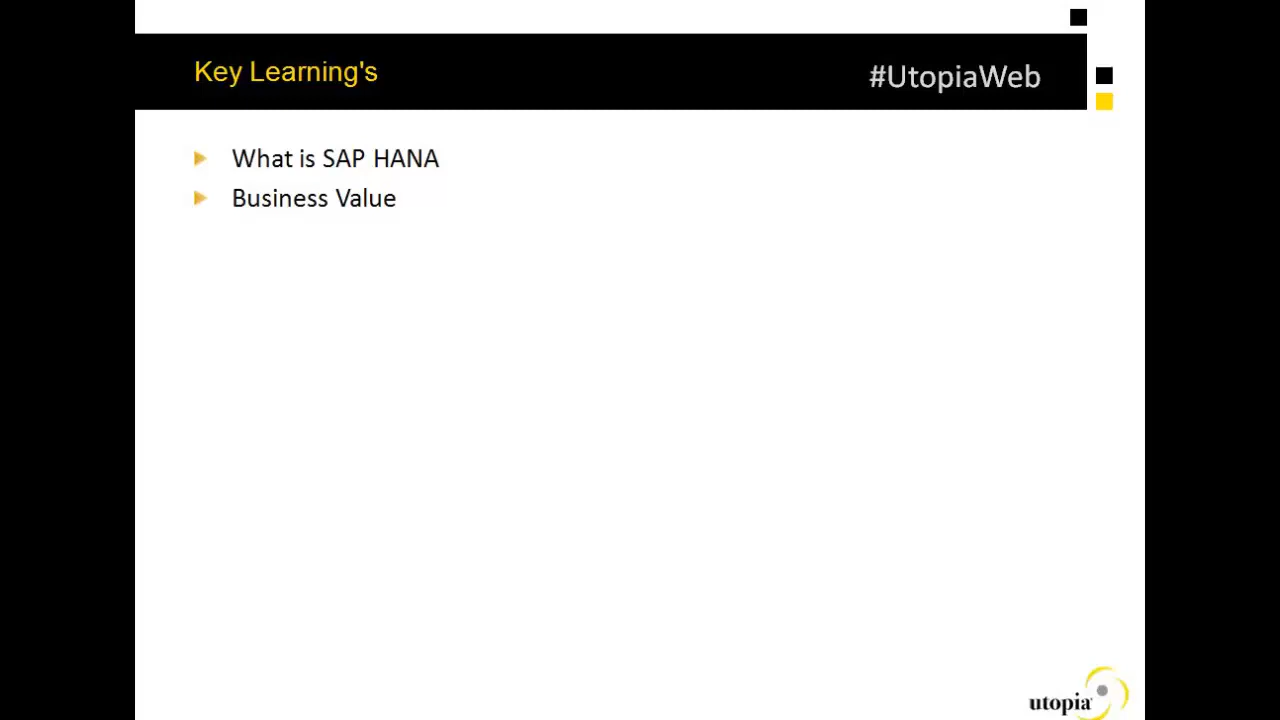 Key Learning's
#UtopiaWeb
What is SAP HANA
Business Value
utopia